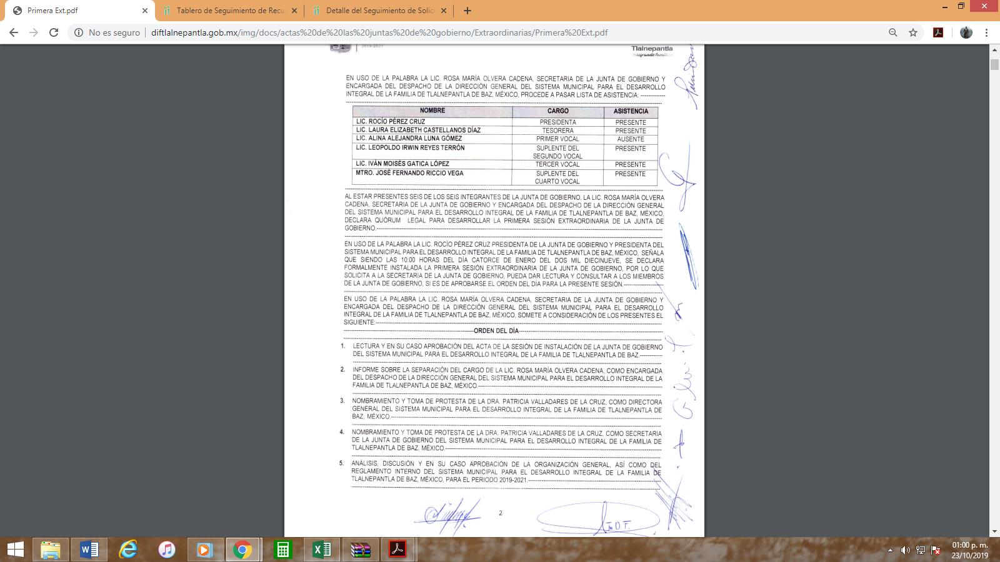 Primera Ext.pdf
Tablero de Seguimiento de Recu
Detalle del Seguimiento de Solic
No es seguro | diftlalnepantla.gob.mx/img/docs/actas%20de%20las%20juntas%20de%20gobierno/Extraordinarias/Primera%20Ext.pdf
2019-2021
Tlalnepantla
EN USO DE LA PALABRA LA LIC. ROSA MARÍA OLVERA CADENA, SECRETARIA DE LA JUNTA DE GOBIERNO Y
ENCARGADA DEL DESPACHO DE LA DIRECCIÓN GENERAL DEL SISTEMA MUNICIPAL PARA EL DESARROLLO
INTEGRAL DE LA FAMILIA DE TLALNEPANTLA DE BAZ, MÉXICO, PROCEDE A PASAR LISTA DE ASISTENCIA: ------------
NOMBRE CARGO ASISTENCIA
LIC. ROCÍO PÉREZ CRUZ PRESIDENTA PRESENTE
LIC. LAURA ELIZABETH CASTELLANOS DÍAZ TESORERA PRESENTE
LIC. ALINA ALEJANDRA LUNA GÓMEZ PRIMER VOCAL AUSENTE
LIC. LEOPOLDO IRWIN REYES TERRÓN SUPLENTE DEL PRESENTE
SEGUNDO VOCAL
LIC. IVÁN MOISÉS GATICA LÓPEZ TERCER VOCAL PRESENTE
MTRO. JOSÉ FERNANDO RICCIO VEGA SUPLENTE DEL PRESENTE
CUARTO VOCAL
AL ESTAR PRESENTES SEIS DE LOS SEIS INTEGRANTES DE LA JUNTA DE GOBIERNO, LA LIC. ROSA MARÍA OLVERA
CADENA, SECRETARIA DE LA JUNTA DE GOBIERNO Y ENCARGADA DEL DESPACHO DE LA DIRECCIÓN GENERAL
DEL SISTEMA MUNICIPAL PARA EL DESARROLLO INTEGRAL DE LA FAMILIA DE TLALNEPANTLA DE BAZ, MÉXICO,
DECLARA QUÓRUM LEGAL PARA DESARROLLAR LA PRIMERA SESIÓN EXTRAORDINARIA DE LA JUNTA DE
GOBIERNO.------------
EN USO DE LA PALABRA LA LIC. ROCÍO PÉREZ CRUZ PRESIDENTA DE LA JUNTA DE GOBIERNO Y PRESIDENTA DEL
SISTEMA MUNICIPAL PARA EL DESARROLLO INTEGRAL DE LA FAMILIA DE TLALNEPANTLA DE BAZ, MÉXICO, SEÑALA
QUE SIENDO LAS 10:00 HORAS DEL DÍA CATORCE DE ENERO DEL DOS MIL DIECINUEVE, SE DECLARA
FORMALMENTE INSTALADA LA PRIMERA SESIÓN EXTRAORDINARIA DE LA JUNTA DE GOBIERNO, POR LO QUE
SOLICITA A LA SECRETARIA DE LA JUNTA DE GOBIERNO, PUEDA DAR LECTURA Y CONSULTAR A LOS MIEMBROS
DE LA JUNTA DE GOBIERNO, SI ES DE APROBARSE EL ORDEN DEL DÍA PARA LA PRESENTE SESIÓN.------------
EN USO DE LA PALABRA LA LIC. ROSA MARÍA OLVERA CADENA, SECRETARIA DE LA JUNTA DE GOBIERNO Y
ENCARGADA DEL DESPACHO DE LA DIRECCIÓN GENERAL DEL SISTEMA MUNICIPAL PARA EL DESARROLLO
INTEGRAL DE LA FAMILIA DE TLALNEPANTLA DE BAZ, MÉXICO, SOMETE A CONSIDERACIÓN DE LOS PRESENTES EL
SIGUIENTE:------------
------------ORDEN DEL DÍA------------
1. LECTURA Y EN SU CASO APROBACIÓN DEL ACTA DE LA SESIÓN DE INSTALACIÓN DE LA JUNTA DE GOBIERNO
DEL SISTEMA MUNICIPAL PARA EL DESARROLLO INTEGRAL DE LA FAMILIA DE TLALNEPANTLA DE BAZ.------------
2. INFORME SOBRE LA SEPARACIÓN DEL CARGO DE LA LIC. ROSA MARÍA OLVERA CADENA, COMO ENCARGADA
DEL DESPACHO DE LA DIRECCIÓN GENERAL DEL SISTEMA MUNICIPAL PARA EL DESARROLLO INTEGRAL DE LA
FAMILIA DE TLALNEPANTLA DE BAZ, MÉXICO.------------
3. NOMBRAMIENTO Y TOMA DE PROTESTA DE LA DRA. PATRICIA VALLADARES DE LA CRUZ, COMO DIRECTORA
GENERAL DEL SISTEMA MUNICIPAL PARA EL DESARROLLO INTEGRAL DE LA FAMILIA DE TLALNEPANTLA DE
BAZ, MÉXICO.------------
4. NOMBRAMIENTO Y TOMA DE PROTESTA DE LA DRA. PATRICIA VALLADARES DE LA CRUZ, COMO SECRETARIA
DE LA JUNTA DE GOBIERNO DEL SISTEMA MUNICIPAL PARA EL DESARROLLO INTEGRAL DE LA FAMILIA DE
TLALNEPANTLA DE BAZ, MÉXICO.------------
5. ANÁLISIS, DISCUSIÓN Y EN SU CASO APROBACIÓN DE LA ORGANIZACIÓN GENERAL, ASÍ COMO DEL
REGLAMENTO INTERNO DEL SISTEMA MUNICIPAL PARA EL DESARROLLO INTEGRAL DE LA FAMILIA DE
TLALNEPANTLA DE BAZ, MÉXICO, PARA EL PERIODO 2019-2021.------------
2
01:00 p. m.
23/10/2019